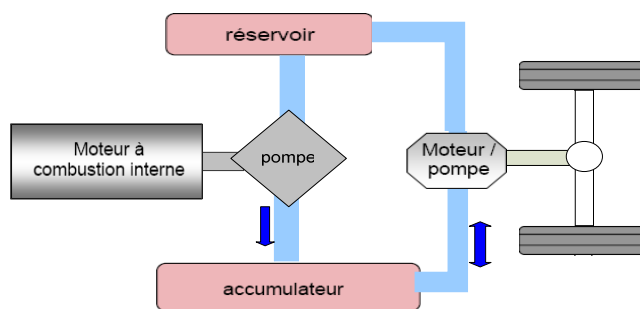 réservoir
Moteur à
combustion interne
pompe
Moteur /
pompe
accumulateur